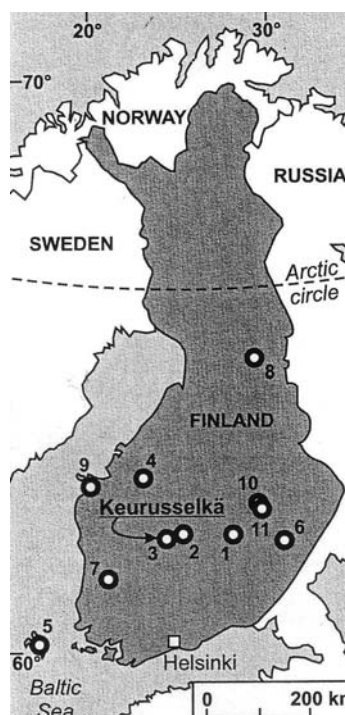 20° 30°
70°
NORWAY
RUSSIA
SWEDEN
Arctic
circle
8
FINLAND
9 4
10
Keurusselkä
11 6
3 2 1
7
5
60°
Helsinki
Baltic
Sea
0 200 km